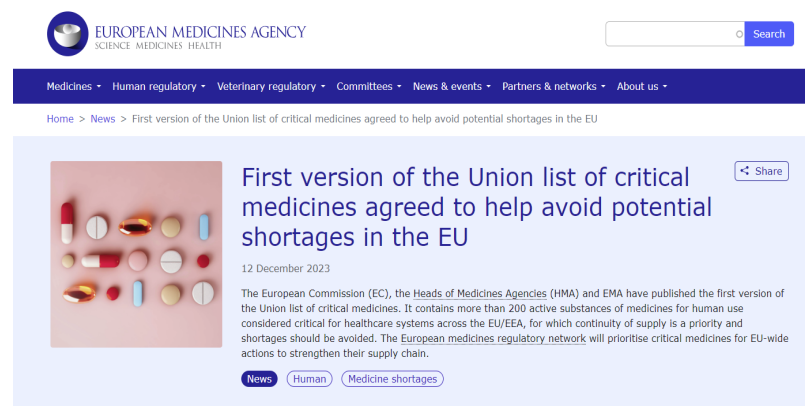 EUROPEAN MEDICINES AGENCY
SCIENCE MEDICINES HEALTH
Search
Medicines
Human regulatory
Veterinary regulatory
Committees
News & events
Partners & networks
About us
Home > News > First version of the Union list of critical medicines agreed to help avoid potential shortages in the EU
First version of the Union list of critical
medicines agreed to help avoid potential
shortages in the EU
Share
12 December 2023
The European Commission (EC), the Heads of Medicines Agencies (HMA) and EMA have published the first version of
the Union list of critical medicines. It contains more than 200 active substances of medicines for human use
considered critical for healthcare systems across the EU/EEA, for which continuity of supply is a priority and
shortages should be avoided. The European medicines regulatory network will prioritise critical medicines for EU-wide
actions to strengthen their supply chain.
News
Human
Medicine shortages